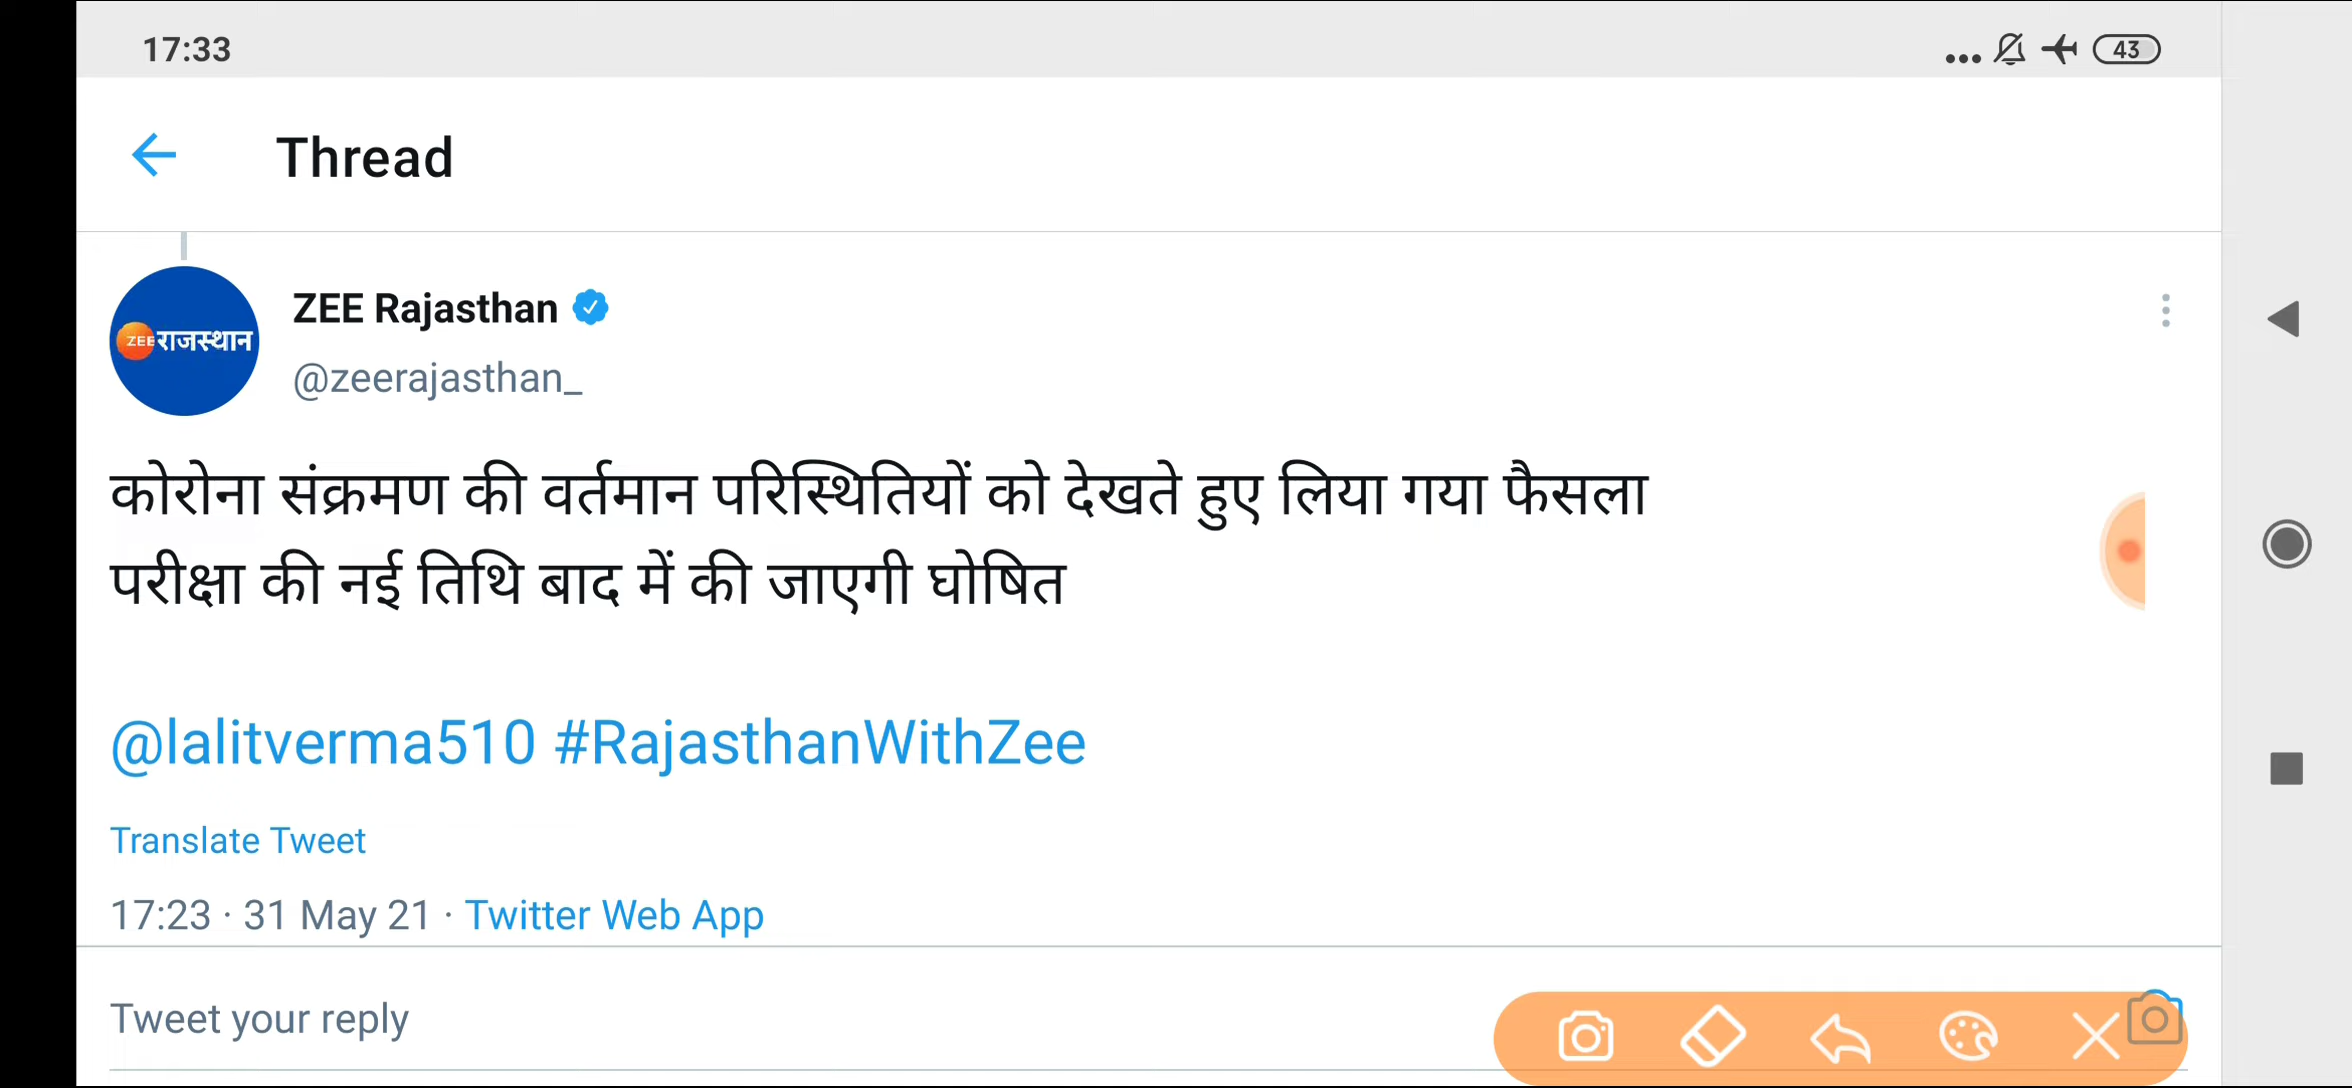 17:33
43
Thread
ZEE राजस्थान
ZEE Rajasthan
@zeerajasthan_
कोरोना संक्रमण की वर्तमान परिस्थितियों को देखते हुए लिया गया फैसला
परीक्षा की नई तिथि बाद में की जाएगी घोषित
@lalitverma510 #RajasthanWithZee
Translate Tweet
17:23 · 31 May 21 · Twitter Web App
Tweet your reply